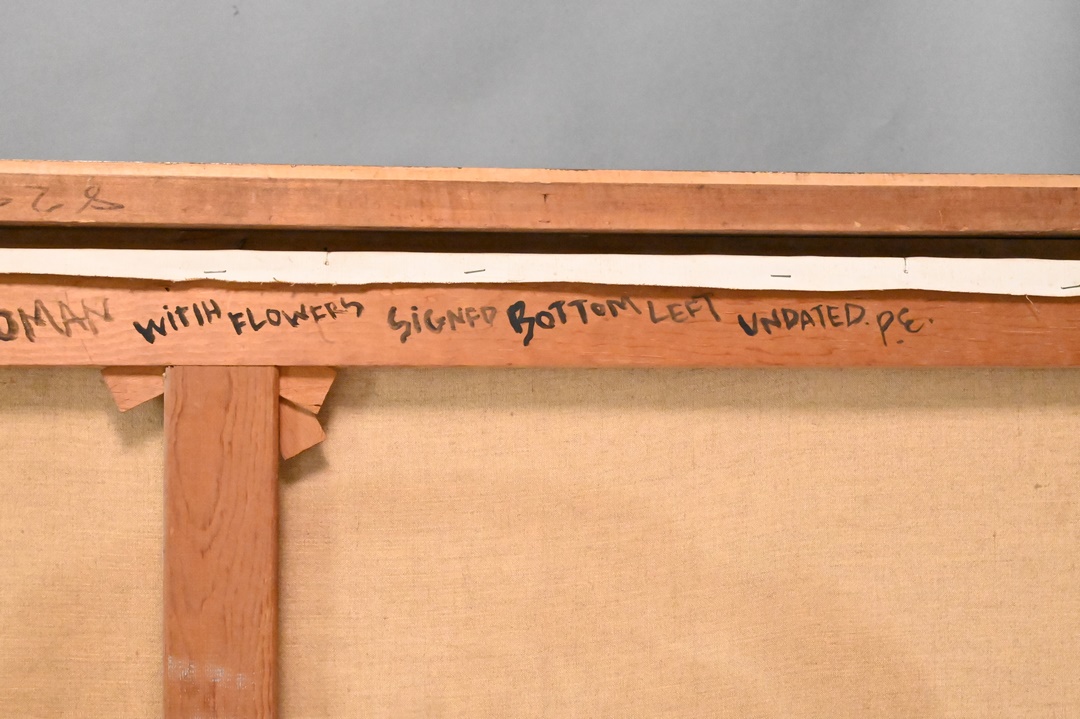 OMAN WITH FLOWERS SIGNED BOTTOM LEFT UNDATED. P.E.